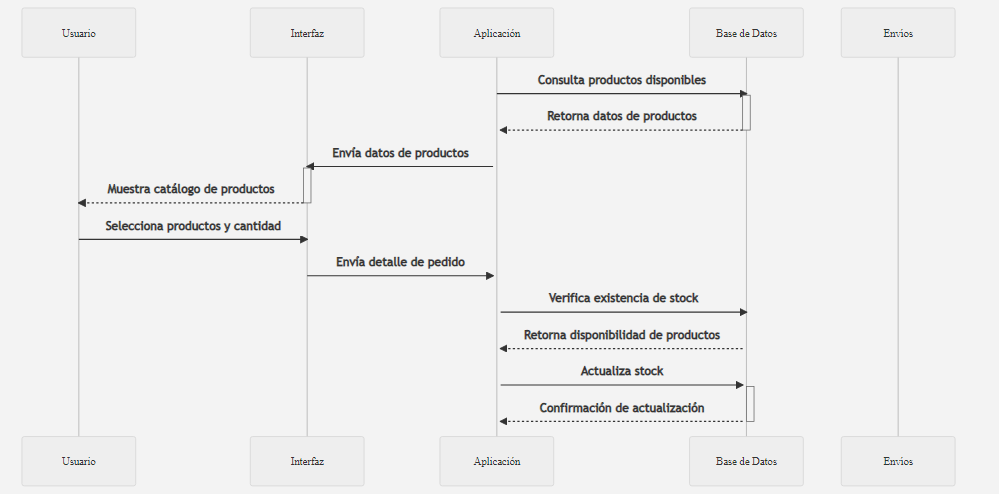 Usuario
Interfaz
Aplicación
Base de Datos
Envíos
Consulta productos disponibles
Retorna datos de productos
Envía datos de productos
Muestra catálogo de productos
Selecciona productos y cantidad
Envía detalle de pedido
Verifica existencia de stock
Retorna disponibilidad de productos
Actualiza stock
Confirmación de actualización
Usuario
Interfaz
Aplicación
Base de Datos
Envíos